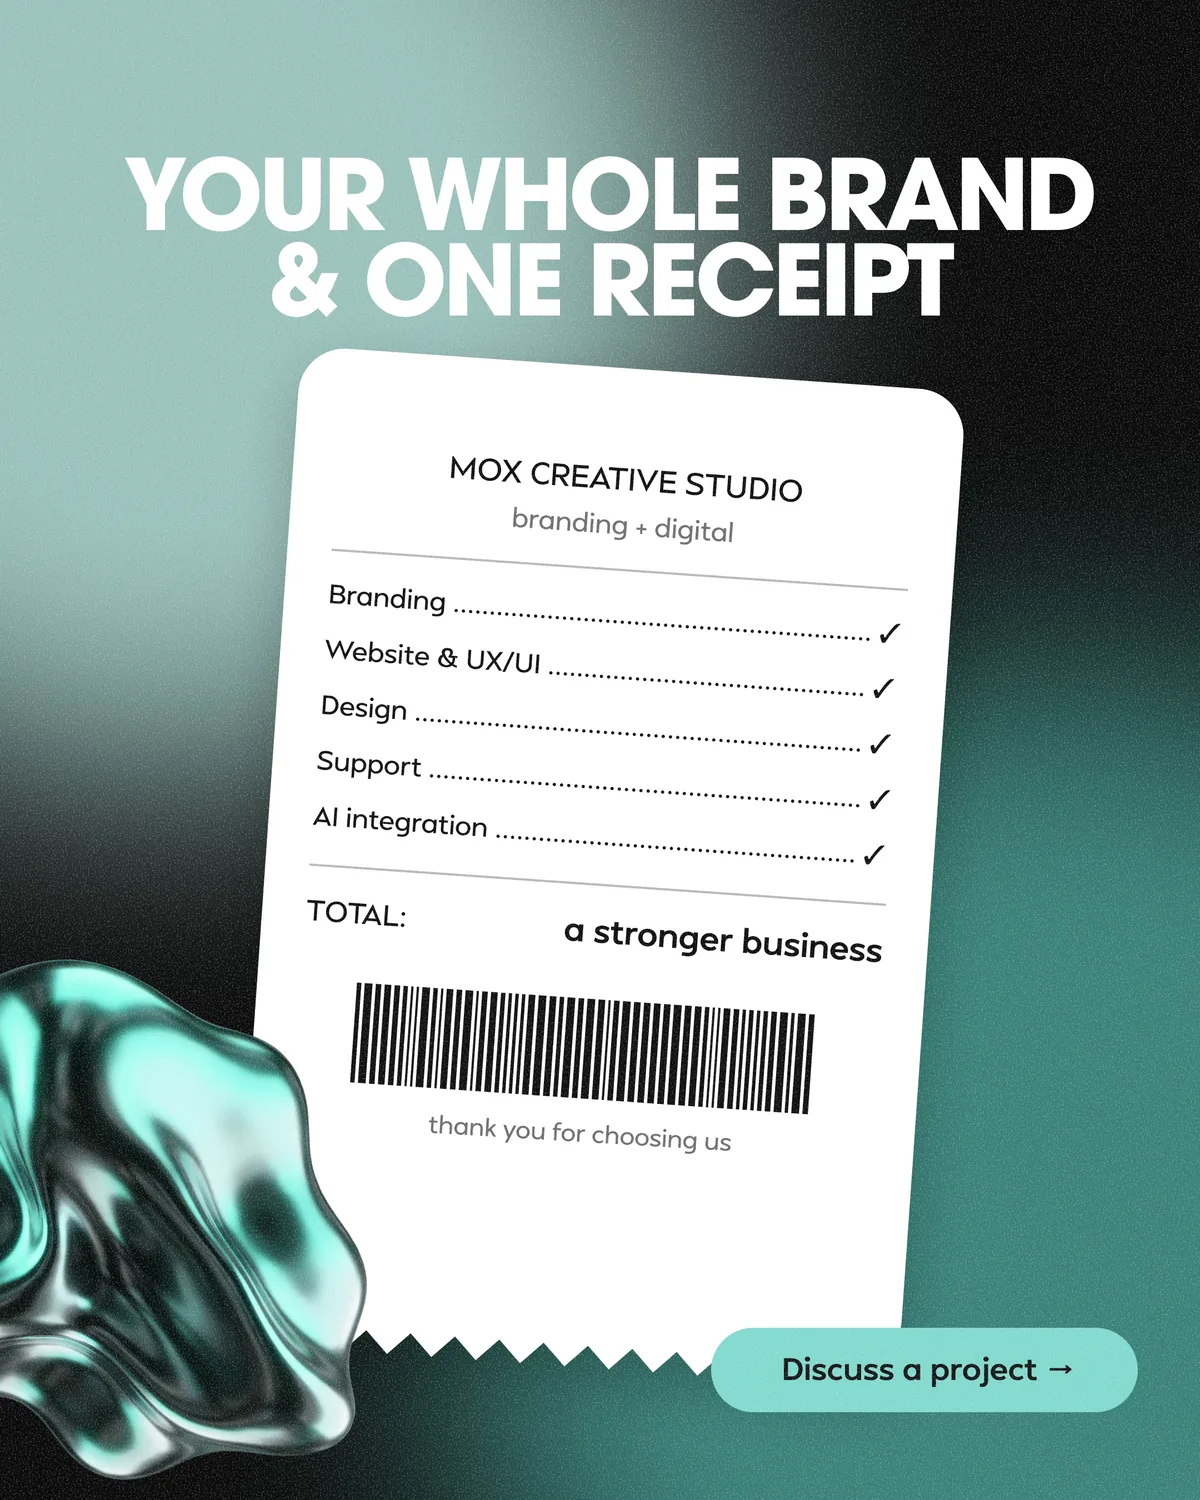 YOUR WHOLE BRAND
& ONE RECEIPT
MOX CREATIVE STUDIO
branding + digital
Branding ✓
Website & UX/UI ✓
Design ✓
Support ✓
AI integration ✓
TOTAL: a stronger business
thank you for choosing us
Discuss a project →